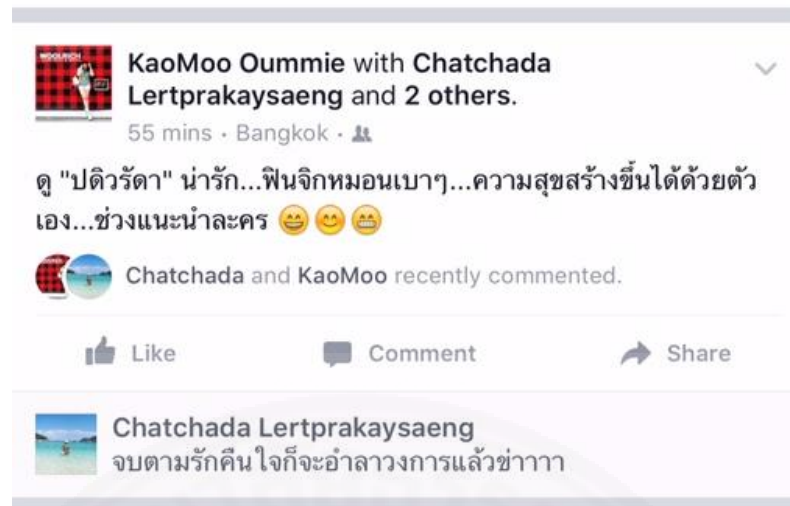 WOOLRICH
KaoMoo Oummie with Chatchada
Lertprakaysaeng and 2 others.
55 mins · Bangkok ·
ดู "ปดิวรัดา" น่ารัก...ฟินจิกหมอนเบาๆ...ความสุขสร้างขึ้นได้ด้วยตัว
เอง...ช่วงแนะนำละคร 😄😊😁
Chatchada and KaoMoo recently commented.
Like Comment Share
Chatchada Lertprakaysaeng
จบตามรักคืนใจก็จะอำลาวงการแล้วข่าาาา